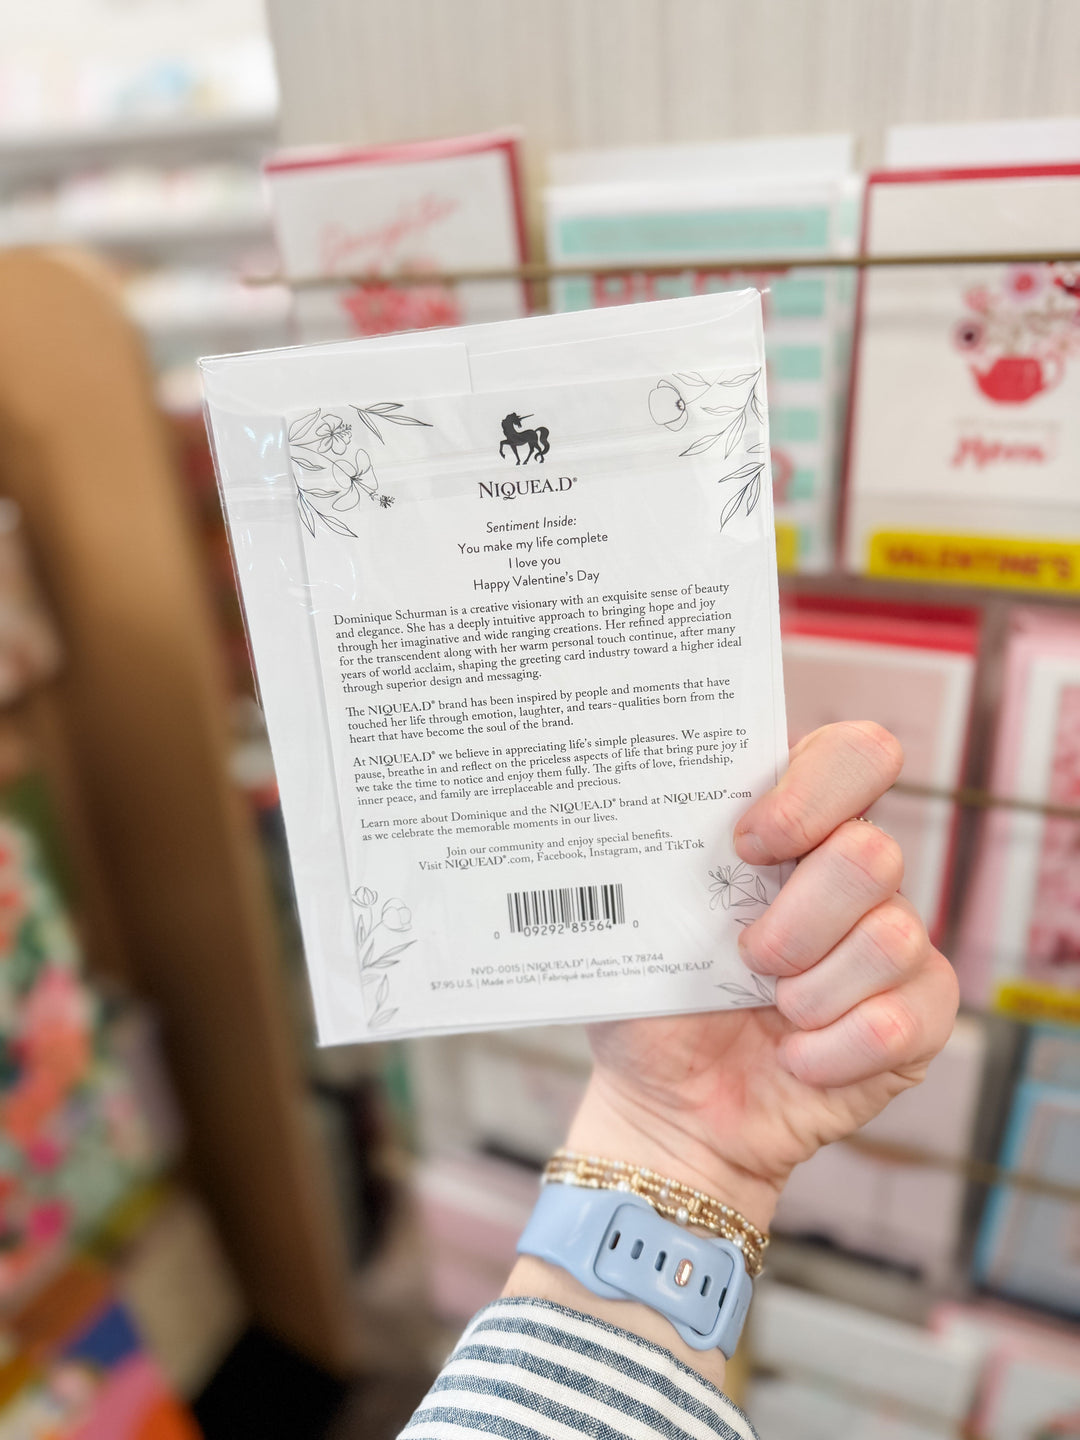 Daughter
NIQUEA.D®
Sentiment Inside:
You make my life complete
I love you
Happy Valentine's Day
Dominique Schurman is a creative visionary with an exquisite sense of beauty
and elegance. She has a deeply intuitive approach to bringing hope and joy
through her imaginative and wide ranging creations. Her refined appreciation
for the transcendent along with her warm personal touch continue, after many
years of world acclaim, shaping the greeting card industry toward a higher ideal
through superior design and messaging.
The NIQUEA.D® brand has been inspired by people and moments that have
touched her life through emotion, laughter, and tears-qualities born from the
heart that have become the soul of the brand.
At NIQUEA.D® we believe in appreciating life's simple pleasures. We aspire to
pause, breathe in and reflect on the priceless aspects of life that bring pure joy if
we take the time to notice and enjoy them fully. The gifts of love, friendship,
inner peace, and family are irreplaceable and precious.
Learn more about Dominique and the NIQUEA.D® brand at NIQUEAD®.com
as we celebrate the memorable moments in our lives.
Join our community and enjoy special benefits.
Visit NIQUEAD®.com, Facebook, Instagram, and TikTok
0 09292 85564 0
NVD-0015 | NIQUEA.D® | Austin, TX 78744
$7.95 U.S. | Made in USA | Fabriqué aux États-Unis | ©NIQUEA.D®
VALENTINE'S